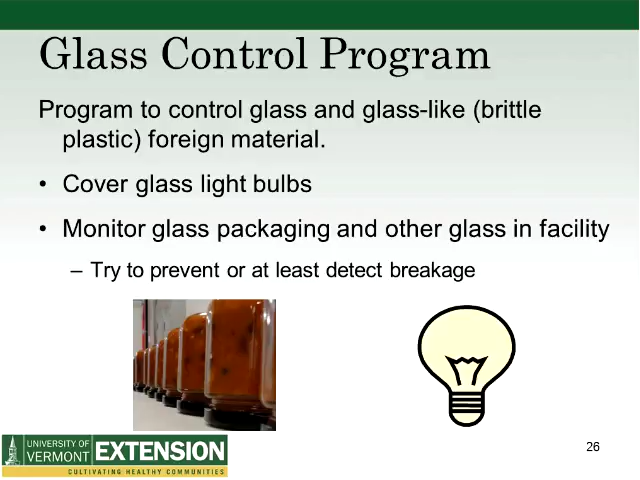 Glass Control Program
Program to control glass and glass-like (brittle
plastic) foreign material.
• Cover glass light bulbs
• Monitor glass packaging and other glass in facility
– Try to prevent or at least detect breakage
UNIVERSITY OF
VERMONT
EXTENSION
CULTIVATING HEALTHY COMMUNITIES
26